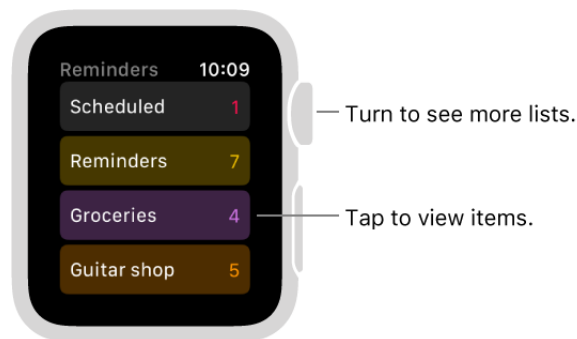 Reminders 10:09
Scheduled 1
Turn to see more lists.
Reminders 7
Groceries 4
Tap to view items.
Guitar shop 5